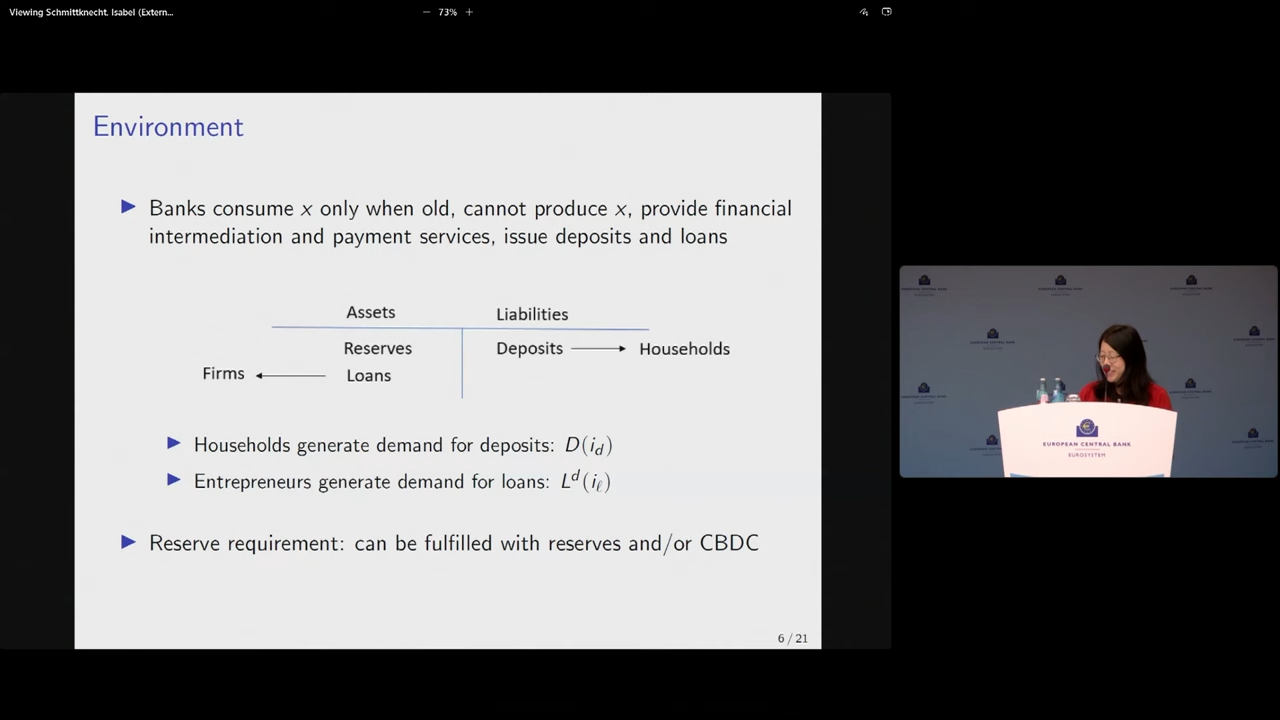 Viewing Schmittknecht, Isabel (Extern...
73%
Environment
Banks consume x only when old, cannot produce x, provide financial
intermediation and payment services, issue deposits and loans
Assets
Liabilities
Reserves
Deposits
Households
Firms
Loans
Households generate demand for deposits: D(i_d)
Entrepreneurs generate demand for loans: L^d(i_ℓ)
Reserve requirement: can be fulfilled with reserves and/or CBDC
6 / 21
EUROPEAN CENTRAL BANK
EUROSYSTEM